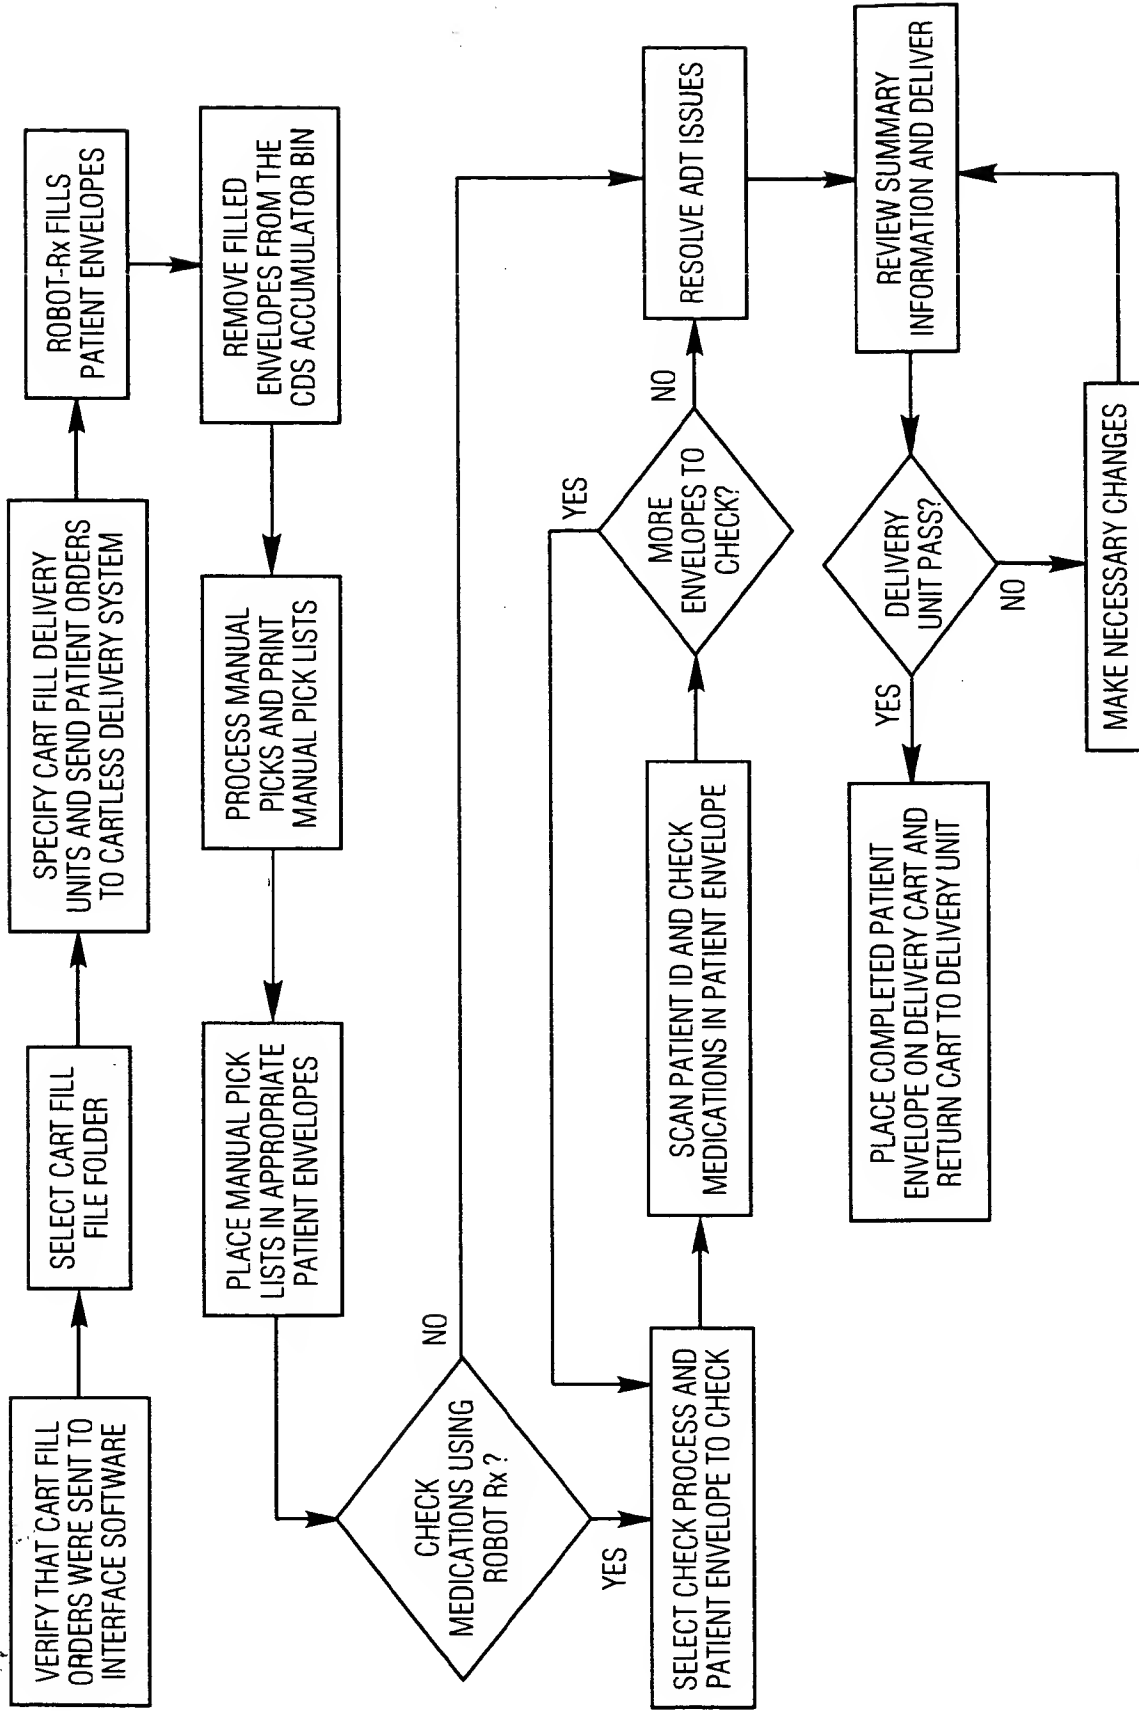 VERIFY THAT CART FILL
ORDERS WERE SENT TO
INTERFACE SOFTWARE
SELECT CART FILL
FILE FOLDER
SPECIFY CART FILL DELIVERY
UNITS AND SEND PATIENT ORDERS
TO CARTLESS DELIVERY SYSTEM
ROBOT-Rx FILLS
PATIENT ENVELOPES
REMOVE FILLED
ENVELOPES FROM THE
CDS ACCUMULATOR BIN
PROCESS MANUAL
PICKS AND PRINT
MANUAL PICK LISTS
PLACE MANUAL PICK
LISTS IN APPROPRIATE
PATIENT ENVELOPES
CHECK
MEDICATIONS USING
ROBOT Rx?
NO
YES
SELECT CHECK PROCESS AND
PATIENT ENVELOPE TO CHECK
SCAN PATIENT ID AND CHECK
MEDICATIONS IN PATIENT ENVELOPE
MORE
ENVELOPES TO
CHECK?
YES
NO
RESOLVE ADT ISSUES
REVIEW SUMMARY
INFORMATION AND DELIVER
DELIVERY
UNIT PASS?
YES
NO
MAKE NECESSARY CHANGES
PLACE COMPLETED PATIENT
ENVELOPE ON DELIVERY CART AND
RETURN CART TO DELIVERY UNIT